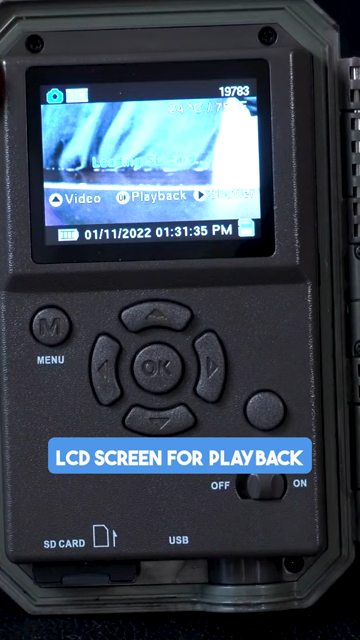 19783
Video OK Playback
01/11/2022 01:31:35 PM
M
MENU
OK
LCD SCREEN FOR PLAYBACK
OFF ON
SD CARD USB